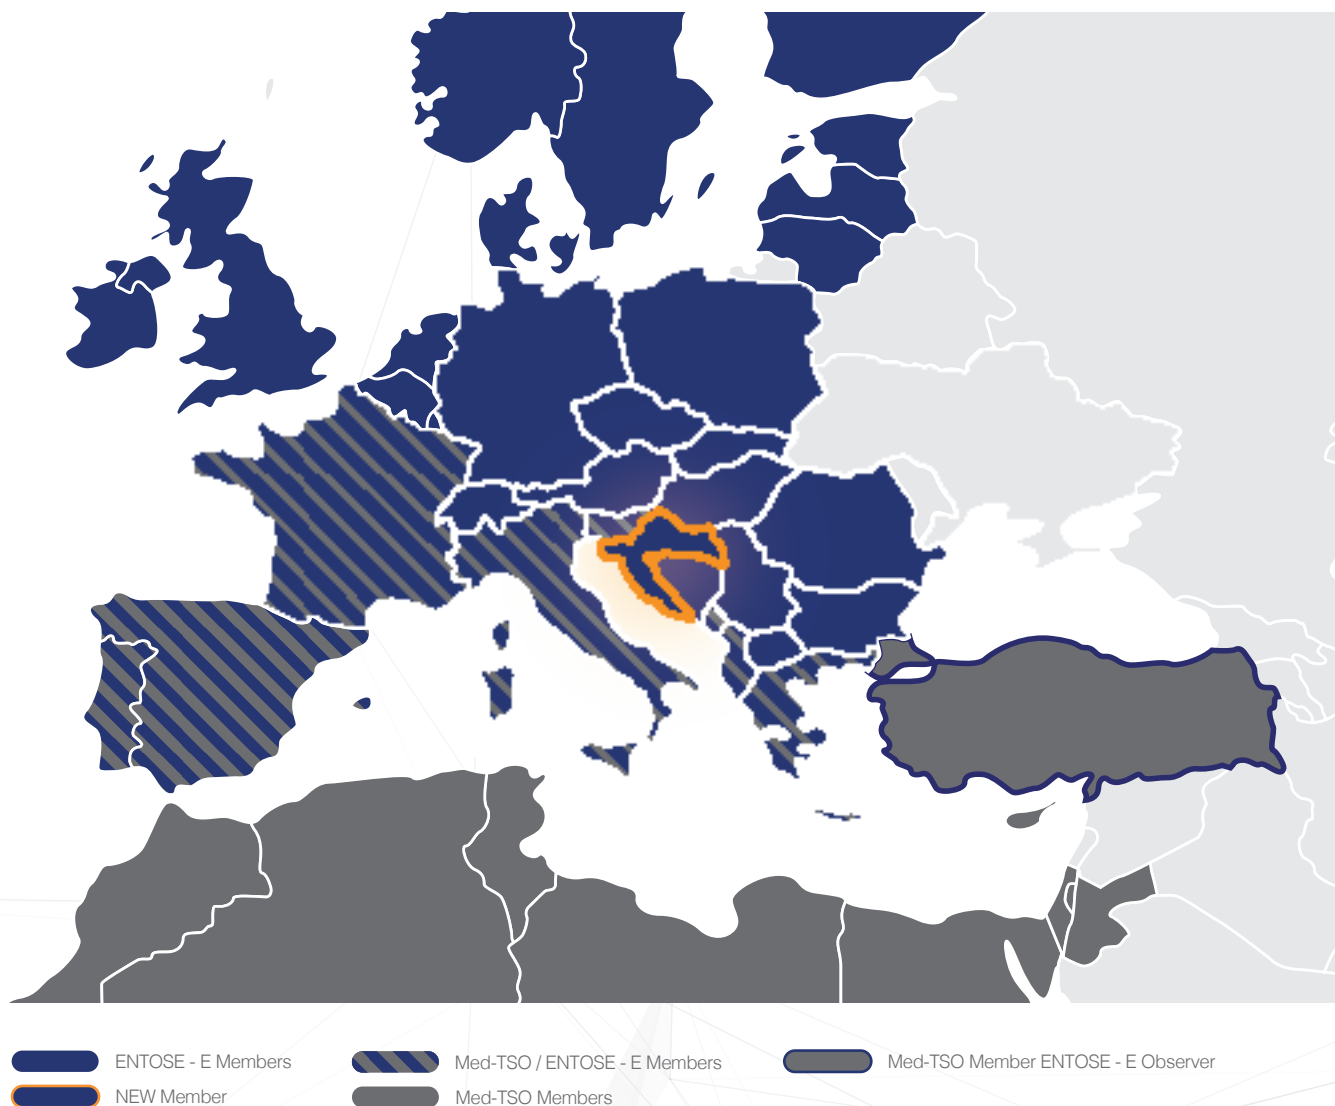 ENTOSE - E Members
Med-TSO / ENTOSE - E Members
Med-TSO Member ENTOSE - E Observer
NEW Member
Med-TSO Members